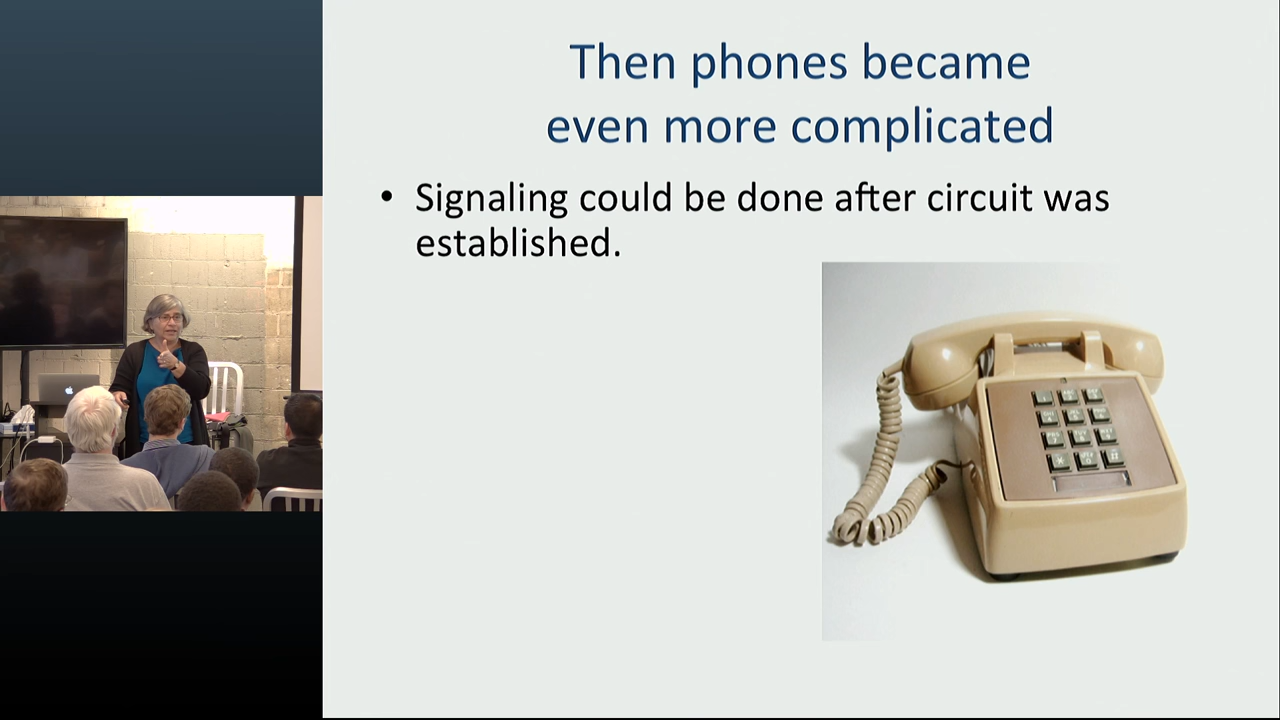 Then phones became
even more complicated
• Signaling could be done after circuit was
established.